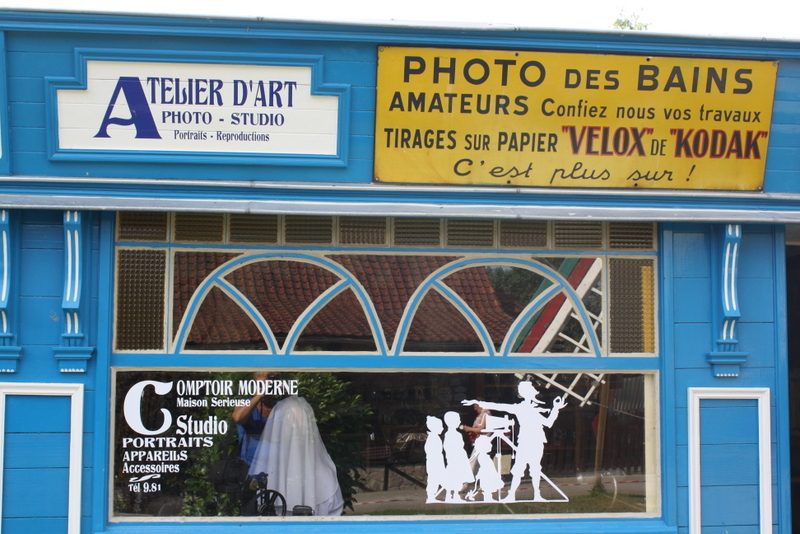 ATELIER D'ART
PHOTO - STUDIO
Portraits - Reproductions
PHOTO DES BAINS
AMATEURS Confiez nous vos travaux
TIRAGES SUR PAPIER "VELOX" DE "KODAK"
C'est plus sur !
COMPTOIR MODERNE
Maison Serieuse
Studio
PORTRAITS
APPAREILS
Accessoires
Tél 9.81